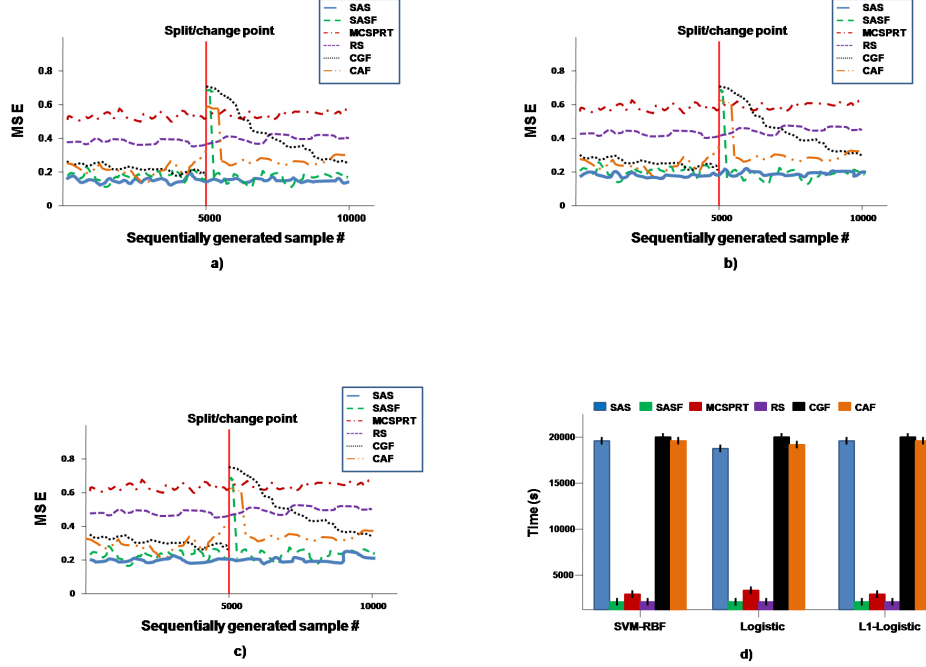 SAS
SASF
MCSPRT
RS
CGF
CAF
Split/change point
MSE
0.8
0.6
0.4
0.2
0
5000
10000
Sequentially generated sample #
a)
SAS
SASF
MCSPRT
RS
CGF
CAF
Split/change point
MSE
0.8
0.6
0.4
0.2
0
5000
10000
Sequentially generated sample #
b)
SAS
SASF
MCSPRT
RS
CGF
CAF
Split/change point
MSE
0.8
0.6
0.4
0.2
0
5000
10000
Sequentially generated sample #
c)
SAS SASF MCSPRT RS CGF CAF
Time (s)
20000
15000
10000
5000
SVM-RBF Logistic L1-Logistic
d)